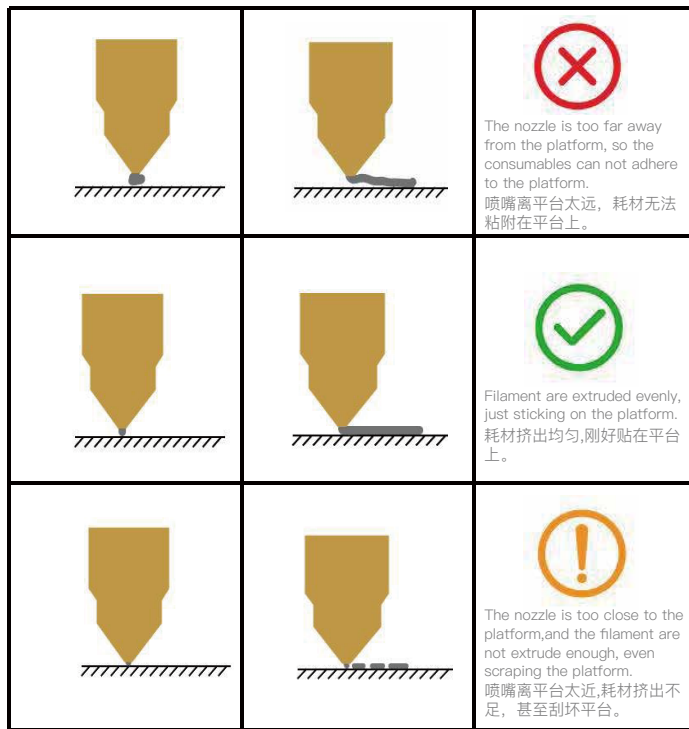 The nozzle is too far away
from the platform, so the
consumables can not adhere
to the platform.
喷嘴离平台太远，耗材无法
粘附在平台上。
Filament are extruded evenly,
just sticking on the platform.
耗材挤出均匀,刚好贴在平台
上。
The nozzle is too close to the
platform,and the filament are
not extrude enough, even
scraping the platform.
喷嘴离平台太近,耗材挤出不
足，甚至刮坏平台。